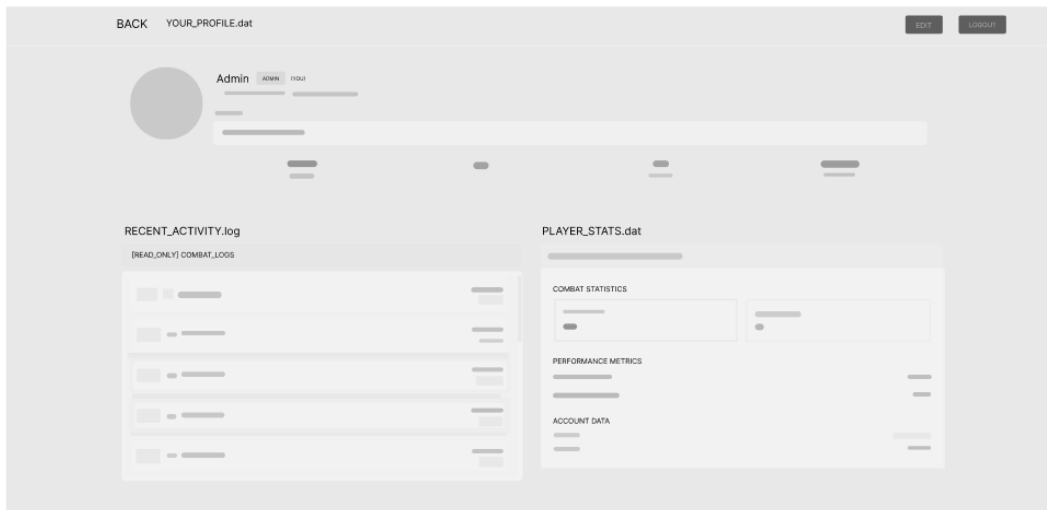 BACK YOUR_PROFILE.dat EDIT LOGOUT
Admin ADMIN (YOU)
RECENT_ACTIVITY.log
[READ_ONLY] COMBAT_LOGS
PLAYER_STATS.dat
COMBAT STATISTICS
PERFORMANCE METRICS
ACCOUNT DATA